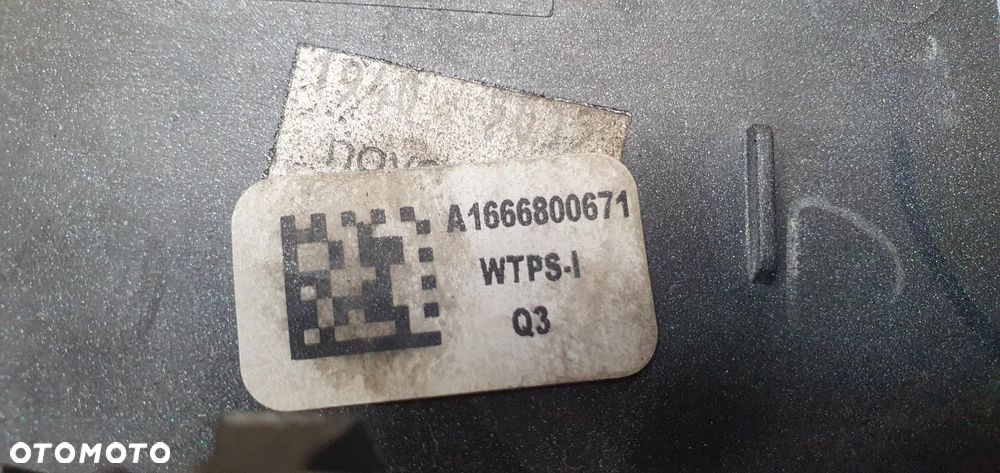 A1666800671
WTPS-I
Q3
OTOMOTO